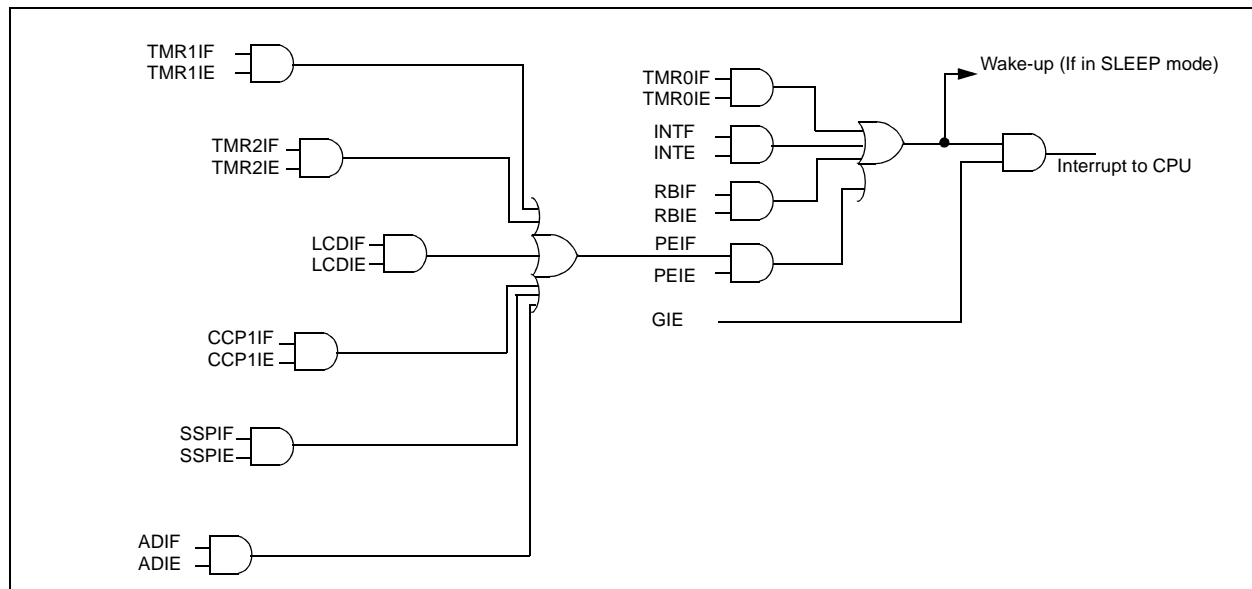 TMR1IF
TMR1IE
TMR2IF
TMR2IE
LCDIF
LCDIE
CCP1IF
CCP1IE
SSPIF
SSPIE
ADIF
ADIE
TMR0IF
TMR0IE
INTF
INTE
RBIF
RBIE
PEIF
PEIE
GIE
Wake-up (If in SLEEP mode)
Interrupt to CPU